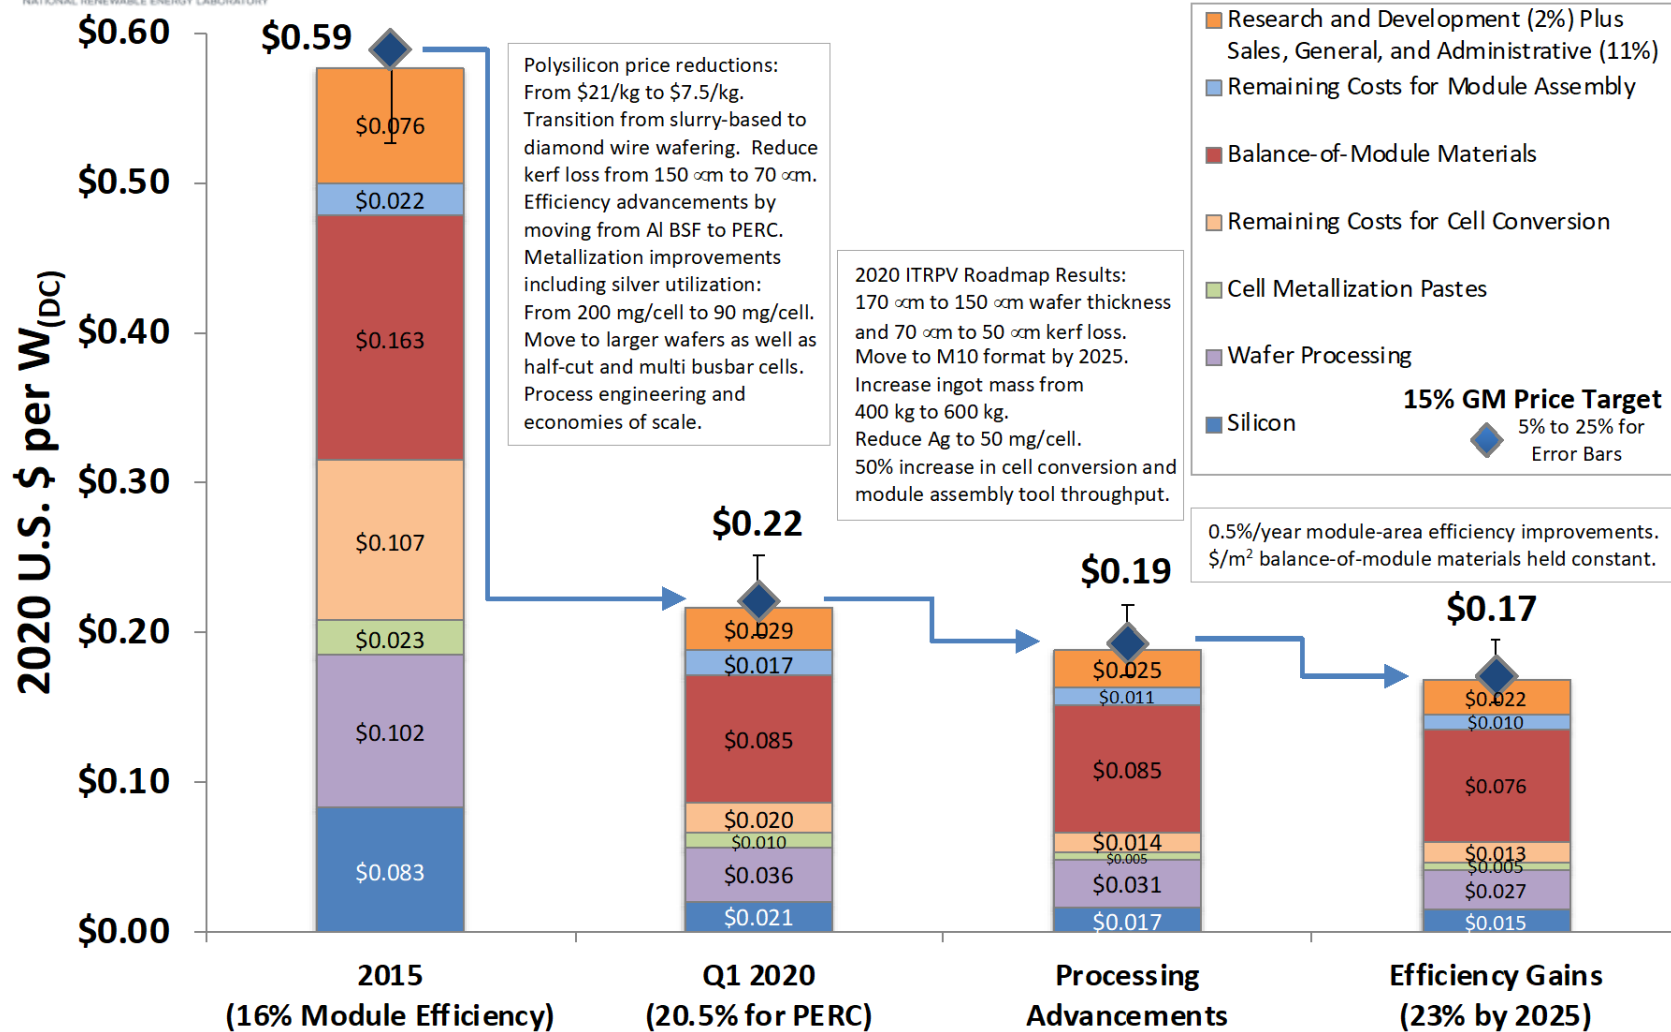 NATIONAL RENEWABLE ENERGY LABORATORY
2020 U.S. $ per W(DC)
$0.60
$0.50
$0.40
$0.30
$0.20
$0.10
$0.00
$0.59
$0.076
$0.022
$0.163
$0.107
$0.023
$0.102
$0.083
2015
(16% Module Efficiency)
Polysilicon price reductions:
From $21/kg to $7.5/kg.
Transition from slurry-based to
diamond wire wafering. Reduce
kerf loss from 150 ∝m to 70 ∝m.
Efficiency advancements by
moving from Al BSF to PERC.
Metallization improvements
including silver utilization:
From 200 mg/cell to 90 mg/cell.
Move to larger wafers as well as
half-cut and multi busbar cells.
Process engineering and
economies of scale.
$0.22
$0.029
$0.017
$0.085
$0.020
$0.010
$0.036
$0.021
Q1 2020
(20.5% for PERC)
2020 ITRPV Roadmap Results:
170 ∝m to 150 ∝m wafer thickness
and 70 ∝m to 50 ∝m kerf loss.
Move to M10 format by 2025.
Increase ingot mass from
400 kg to 600 kg.
Reduce Ag to 50 mg/cell.
50% increase in cell conversion and
module assembly tool throughput.
$0.19
$0.025
$0.011
$0.085
$0.014
$0.005
$0.031
$0.017
Processing
Advancements
0.5%/year module-area efficiency improvements.
$/m² balance-of-module materials held constant.
$0.17
$0.022
$0.010
$0.076
$0.013
$0.005
$0.027
$0.015
Efficiency Gains
(23% by 2025)
Research and Development (2%) Plus
Sales, General, and Administrative (11%)
Remaining Costs for Module Assembly
Balance-of-Module Materials
Remaining Costs for Cell Conversion
Cell Metallization Pastes
Wafer Processing
Silicon
15% GM Price Target
5% to 25% for
Error Bars